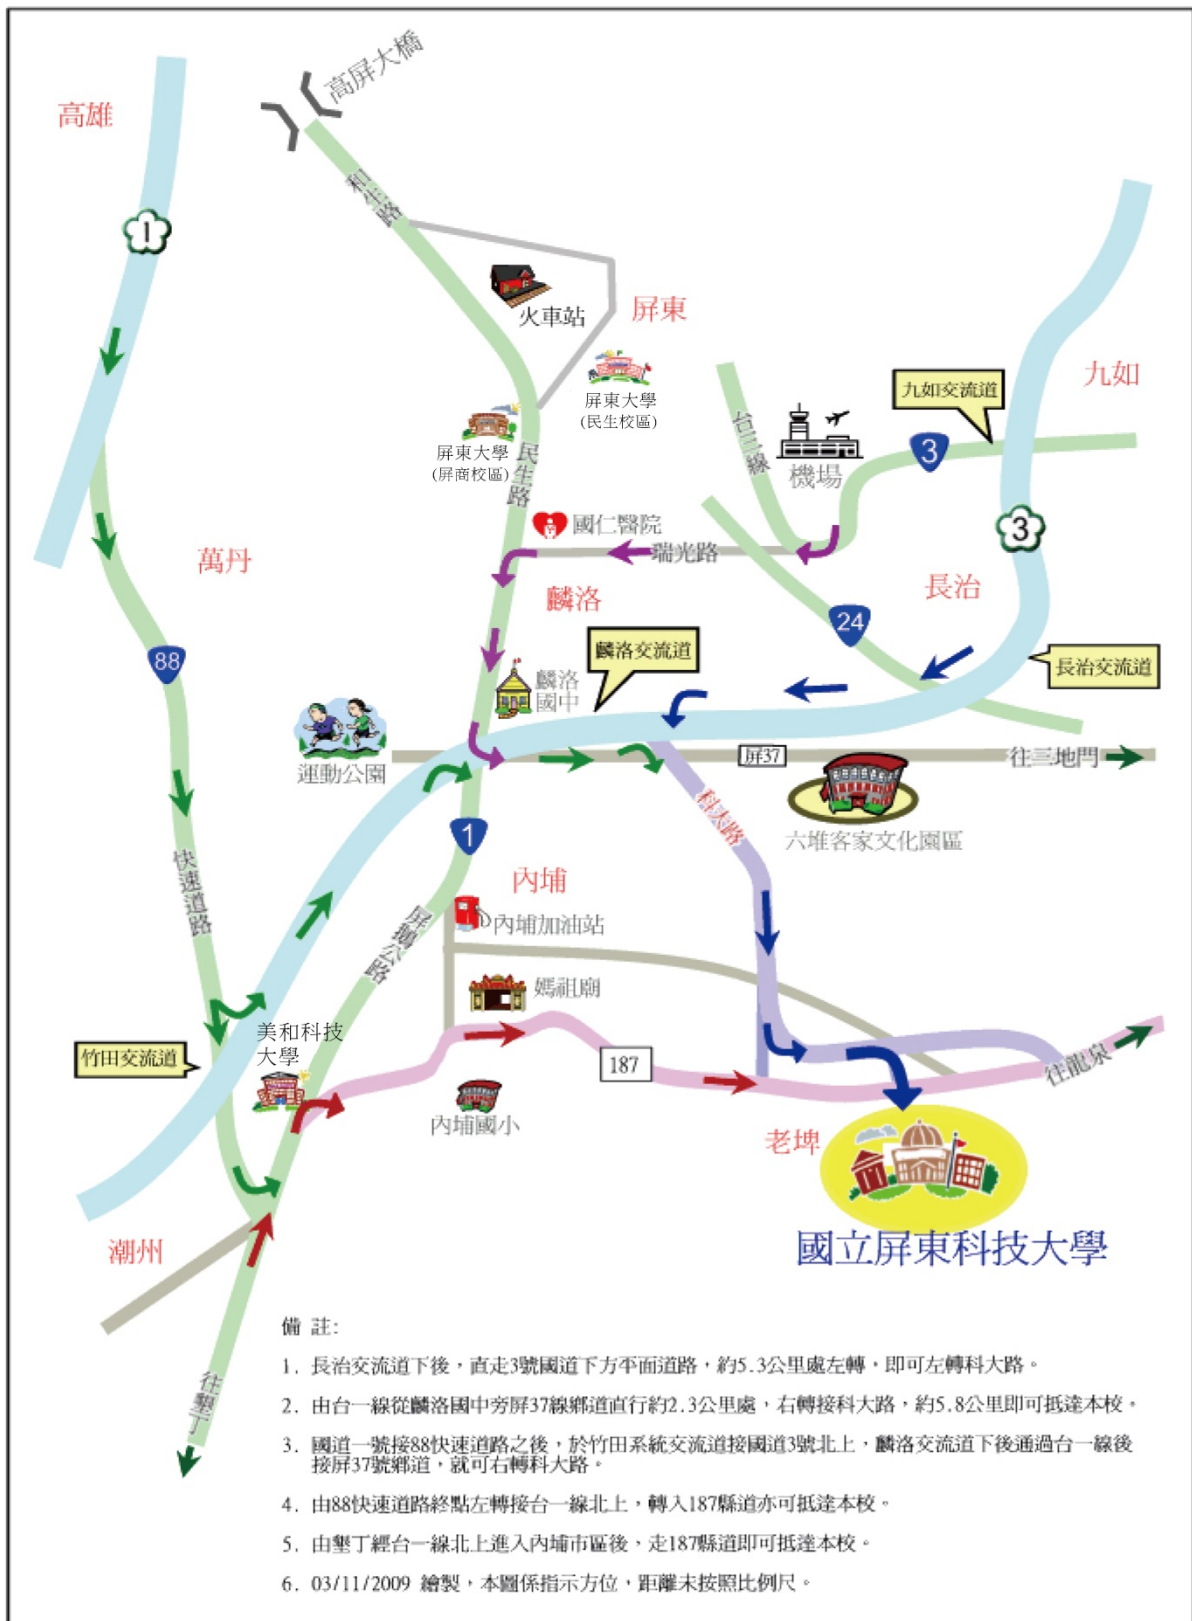 高雄
高屏大橋
1
和生路
火車站
屏東
屏東大學
(民生校區)
屏東大學
(屏商校區)
民生路
台三線
機場
九如交流道
九如
3
3
國仁醫院
瑞光路
萬丹
麟洛
長治
24
88
麟洛國中
麟洛交流道
長治交流道
運動公園
屏37
往三地門
科大路
六堆客家文化園區
1
快速道路
內埔
屏鵝公路
內埔加油站
媽祖廟
美和科技
大學
竹田交流道
187
往龍泉
內埔國小
老埤
潮州
國立屏東科技大學
往墾丁
備 註:
1. 長治交流道下後，直走3號國道下方平面道路，約5.3公里處左轉，即可左轉科大路。
2. 由台一線從麟洛國中旁屏37線鄉道直行約2.3公里處，右轉接科大路，約5.8公里即可抵達本校。
3. 國道一號接88快速道路之後，於竹田系統交流道接國道3號北上，麟洛交流道下後通過台一線後
接屏37號鄉道，就可右轉科大路。
4. 由88快速道路終點左轉接台一線北上，轉入187縣道亦可抵達本校。
5. 由墾丁經台一線北上進入內埔市區後，走187縣道即可抵達本校。
6. 03/11/2009 繪製，本圖係指示方位，距離未按照比例尺。